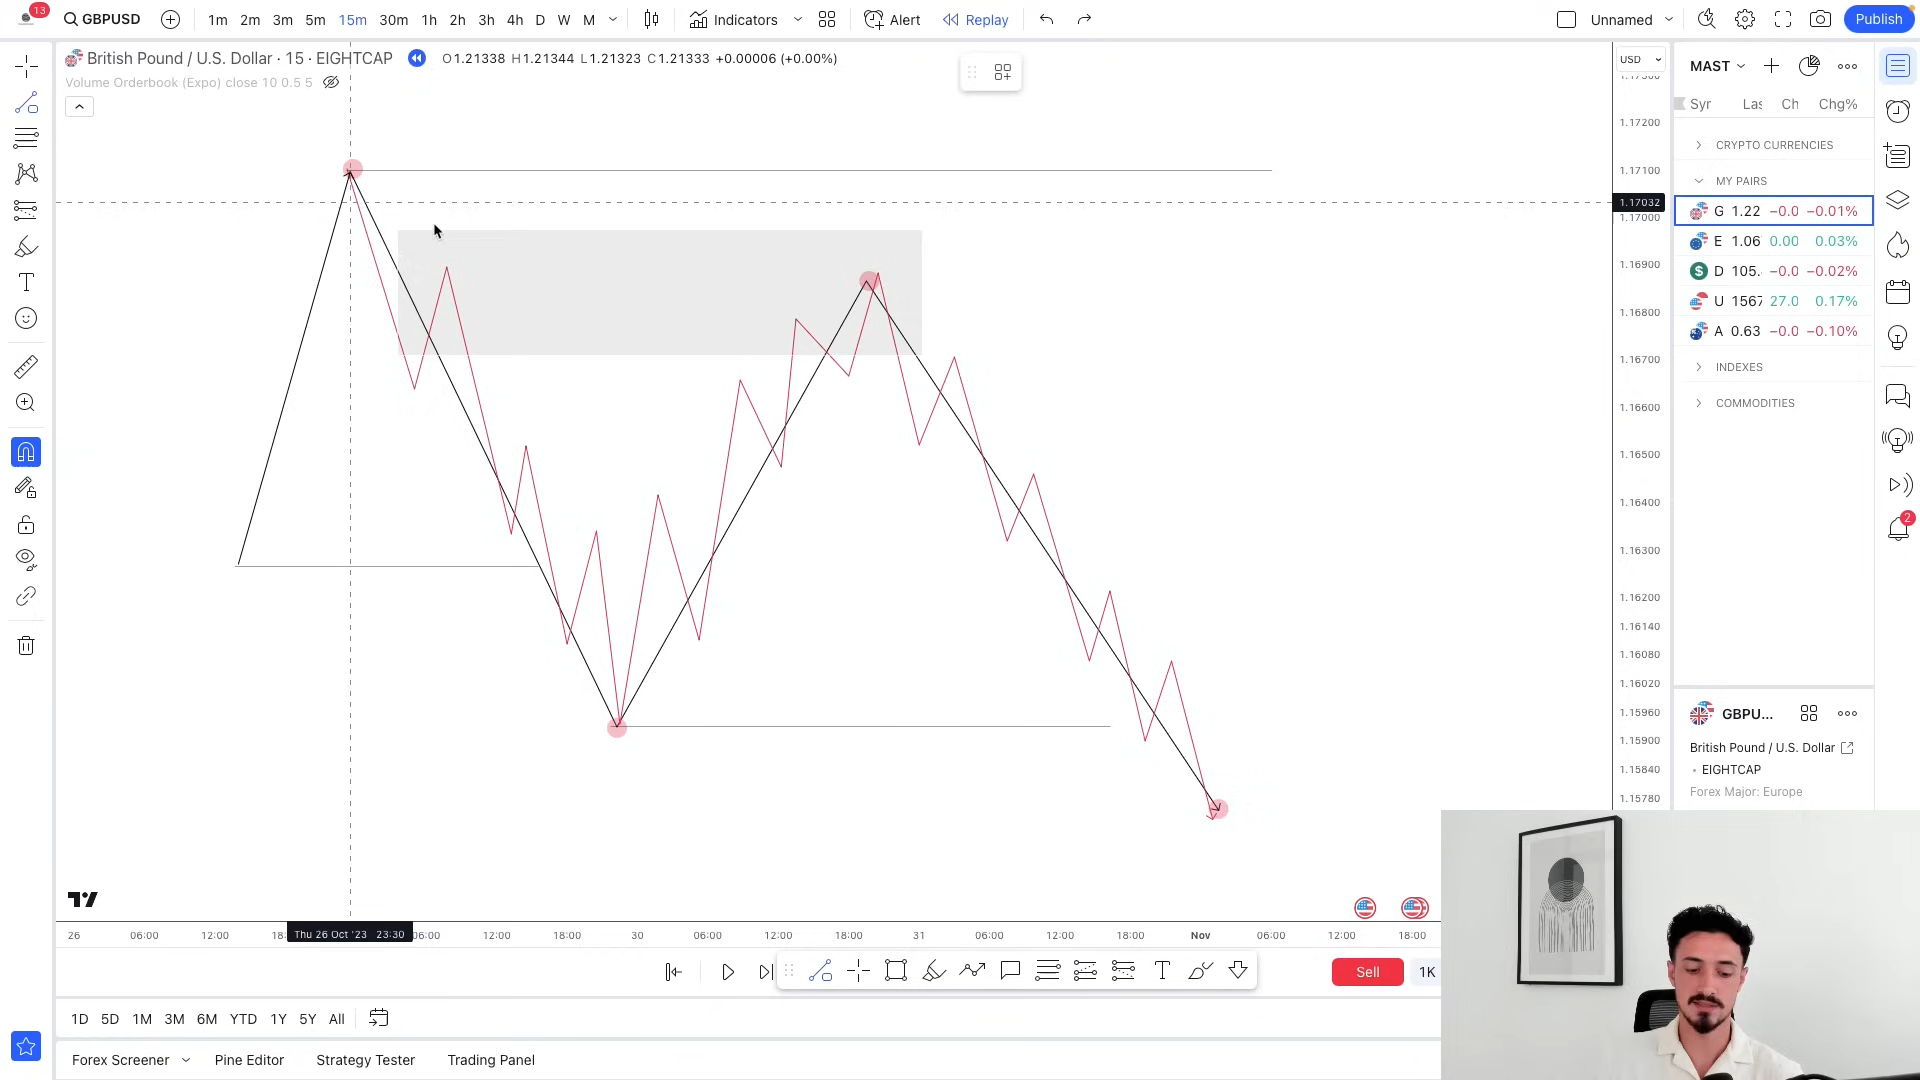 13
GBPUSD
1m 2m 3m 5m 15m 30m 1h 2h 3h 4h D W M
Indicators
Alert
Replay
Unnamed
Publish
British Pound / U.S. Dollar · 15 · EIGHTCAP
O1.21338 H1.21344 L1.21323 C1.21333 +0.00006 (+0.00%)
Volume Orderbook (Expo) close 10 0.5 5
USD
1.17300
1.17200
1.17100
1.17032
1.17000
1.16900
1.16800
1.16700
1.16600
1.16500
1.16400
1.16300
1.16200
1.16140
1.16080
1.16020
1.15960
1.15900
1.15840
1.15780
MAST
Syr Las Ch Chg%
CRYPTO CURRENCIES
MY PAIRS
G 1.22 −0.0 −0.01%
E 1.06 0.00 0.03%
D 105. −0.0 −0.02%
U 1567 27.0 0.17%
A 0.63 −0.0 −0.10%
INDEXES
COMMODITIES
2
GBPU...
British Pound / U.S. Dollar
• EIGHTCAP
Forex Major: Europe
26 06:00 12:00 18: Thu 26 Oct '23 23:30 06:00 12:00 18:00 30 06:00 12:00 18:00 31 06:00 12:00 18:00 Nov 06:00 12:00 18:00
Sell 1K
1D 5D 1M 3M 6M YTD 1Y 5Y All
Forex Screener Pine Editor Strategy Tester Trading Panel